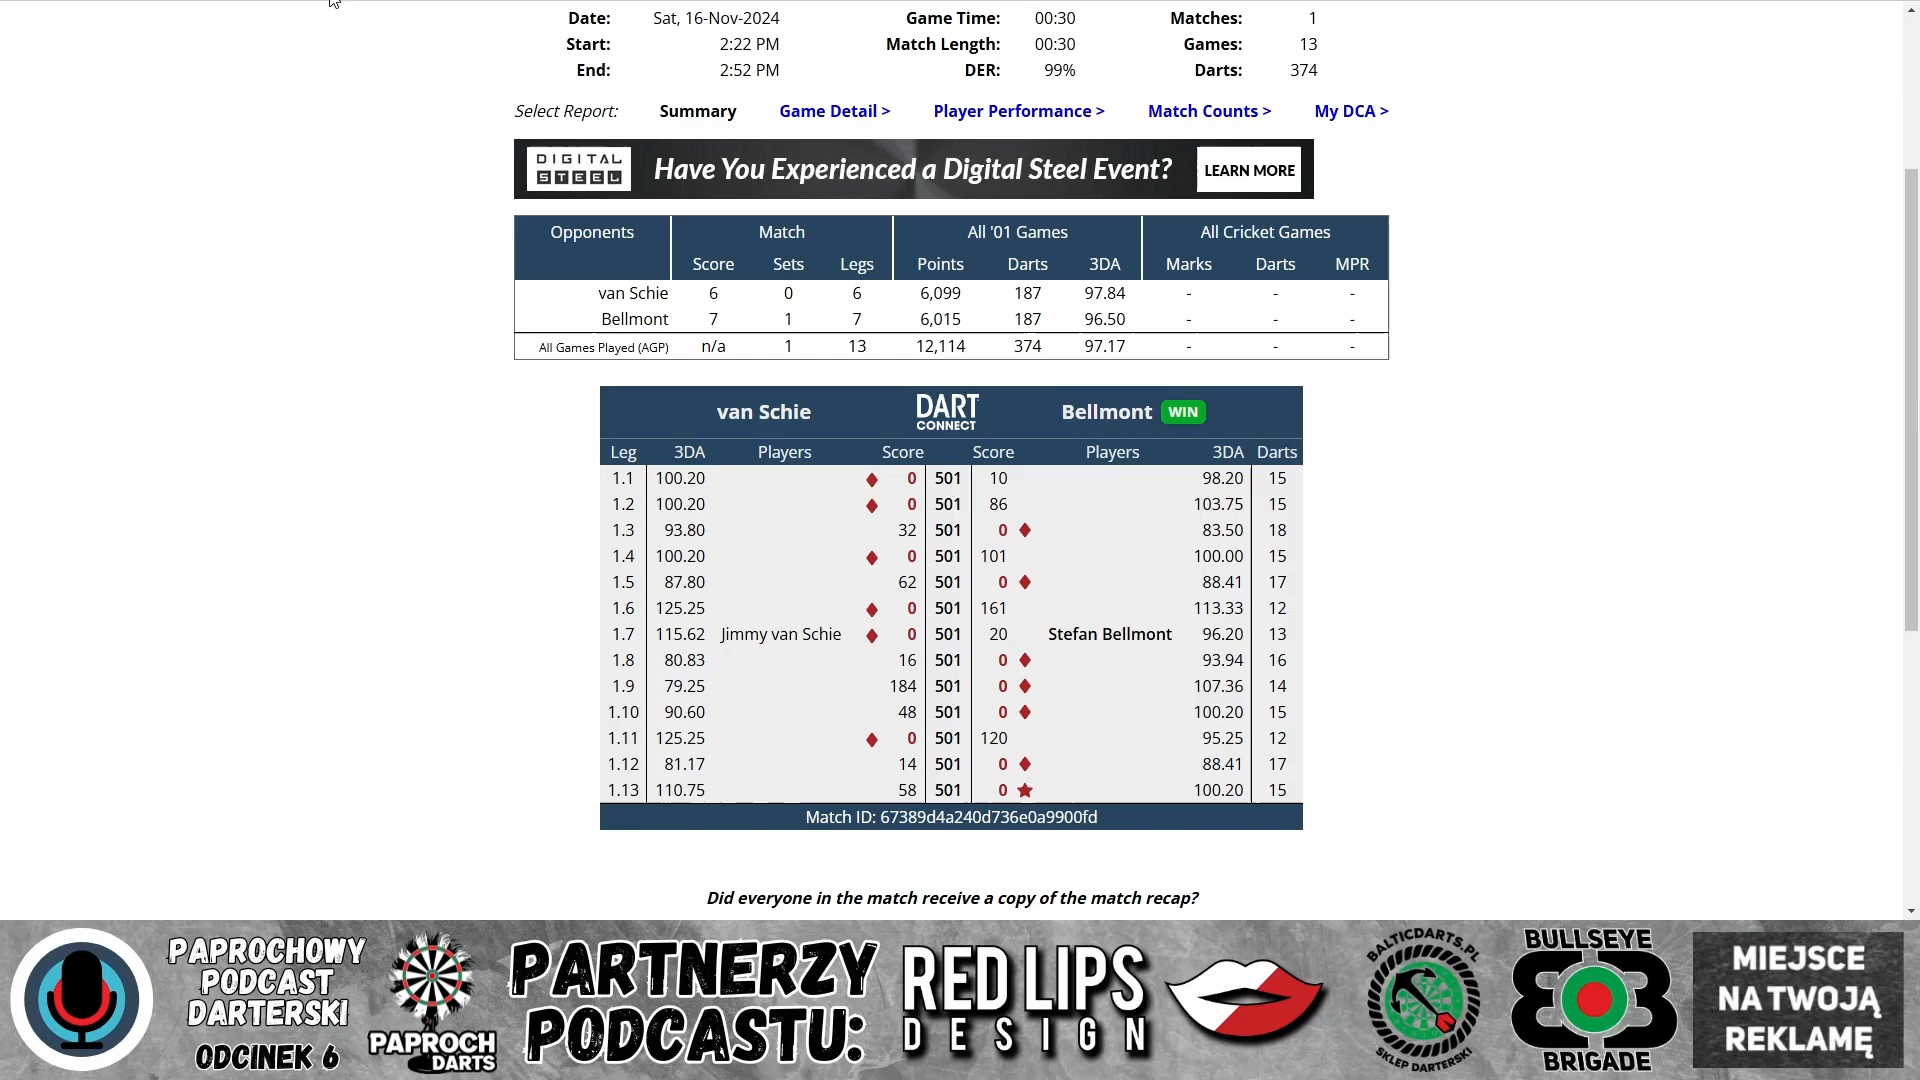 Date: Sat, 16-Nov-2024 Game Time: 00:30 Matches: 1
Start: 2:22 PM Match Length: 00:30 Games: 13
End: 2:52 PM DER: 99% Darts: 374
Select Report: Summary Game Detail > Player Performance > Match Counts > My DCA >
DIGITAL STEEL Have You Experienced a Digital Steel Event? LEARN MORE
Opponents Match All '01 Games All Cricket Games
Score Sets Legs Points Darts 3DA Marks Darts MPR
van Schie 6 0 6 6,099 187 97.84 - - -
Bellmont 7 1 7 6,015 187 96.50 - - -
All Games Played (AGP) n/a 1 13 12,114 374 97.17 - - -
van Schie DART CONNECT Bellmont WIN
Leg 3DA Players Score Score Players 3DA Darts
1.1 100.20 0 501 10 98.20 15
1.2 100.20 0 501 86 103.75 15
1.3 93.80 32 501 0 83.50 18
1.4 100.20 0 501 101 100.00 15
1.5 87.80 62 501 0 88.41 17
1.6 125.25 0 501 161 113.33 12
1.7 115.62 Jimmy van Schie 0 501 20 Stefan Bellmont 96.20 13
1.8 80.83 16 501 0 93.94 16
1.9 79.25 184 501 0 107.36 14
1.10 90.60 48 501 0 100.20 15
1.11 125.25 0 501 120 95.25 12
1.12 81.17 14 501 0 88.41 17
1.13 110.75 58 501 0 100.20 15
Match ID: 67389d4a240d736e0a9900fd
Did everyone in the match receive a copy of the match recap?
PAPROCHOWY
PODCAST
DARTERSKI
ODCINEK 6
PAPROCH
DARTS
PARTNERZY
PODCASTU:
RED LIPS
DESIGN
BALTICDARTS.PL
SKLEP DARTERSKI
BULLSEYE
BRIGADE
MIEJSCE
NA TWOJĄ
REKLAMĘ